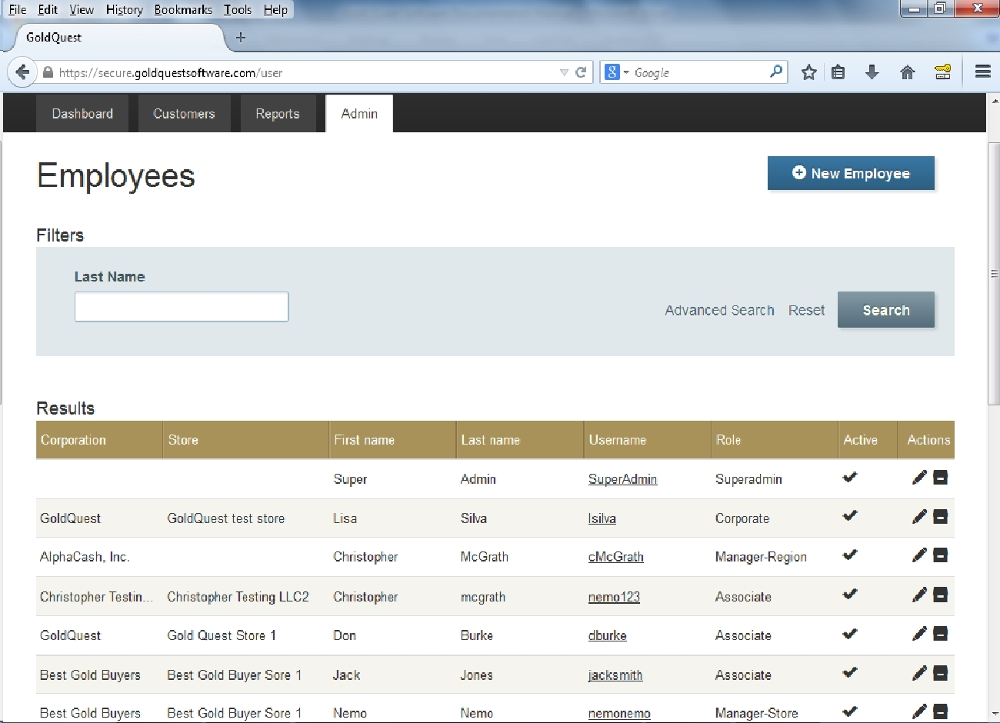 File Edit View History Bookmarks Tools Help
GoldQuest
https://secure.goldquestsoftware.com/user Google
Dashboard Customers Reports Admin
Employees
New Employee
Filters
Last Name
Advanced Search Reset Search
Results
Corporation Store First name Last name Username Role Active Actions
Super Admin SuperAdmin Superadmin
GoldQuest GoldQuest test store Lisa Silva lsilva Corporate
AlphaCash, Inc. Christopher McGrath cMcGrath Manager-Region
Christopher Testin... Christopher Testing LLC2 Christopher mcgrath nemo123 Associate
GoldQuest Gold Quest Store 1 Don Burke dburke Associate
Best Gold Buyers Best Gold Buyer Sore 1 Jack Jones jacksmith Associate
Best Gold Buyers Best Gold Buyer Sore 1 Nemo Nemo nemonemo Manager-Store